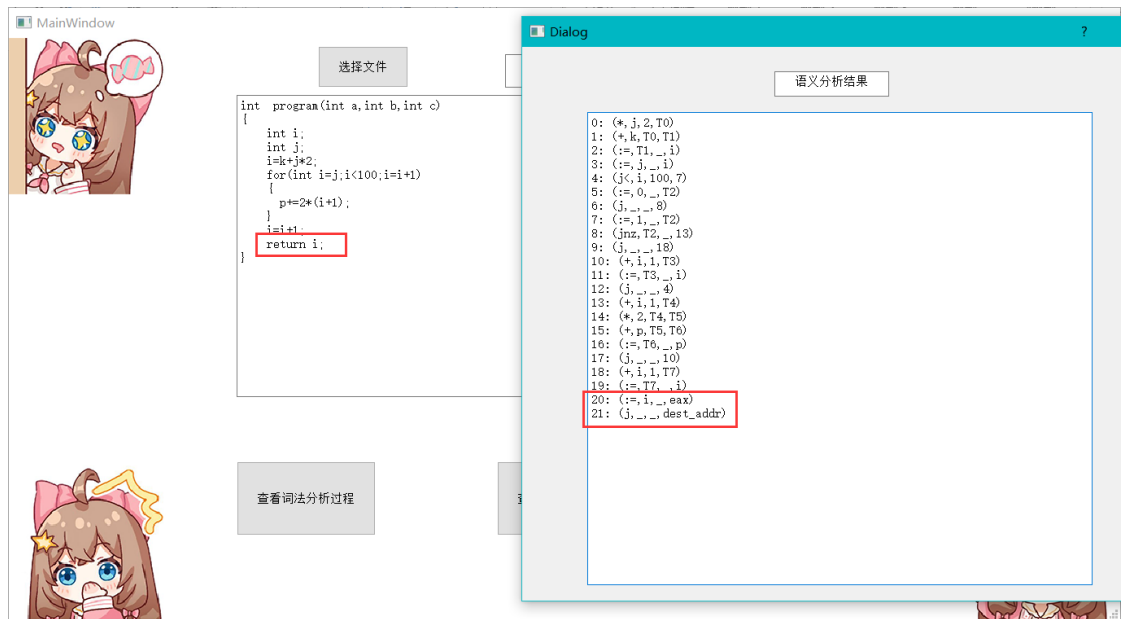 MainWindow
选择文件
int  program(int a,int b,int c)
{
int i;
int j;
i=k+j*2;
for(int i=j;i<100;i=i+1)
{
p+=2*(i+1);
}
i=i+1;
return i;
}
查看词法分析过程
Dialog
?
语义分析结果
0: (*,j,2,T0)
1: (+,k,T0,T1)
2: (:=,T1,_,i)
3: (:=,j,_,i)
4: (j<,i,100,7)
5: (:=,0,_,T2)
6: (j,_,_,8)
7: (:=,1,_,T2)
8: (jnz,T2,_,13)
9: (j,_,_,18)
10: (+,i,1,T3)
11: (:=,T3,_,i)
12: (j,_,_,4)
13: (+,i,1,T4)
14: (*,2,T4,T5)
15: (+,p,T5,T6)
16: (:=,T6,_,p)
17: (j,_,_,10)
18: (+,i,1,T7)
19: (:=,T7,_,i)
20: (:=,i,_,eax)
21: (j,_,_,dest_addr)